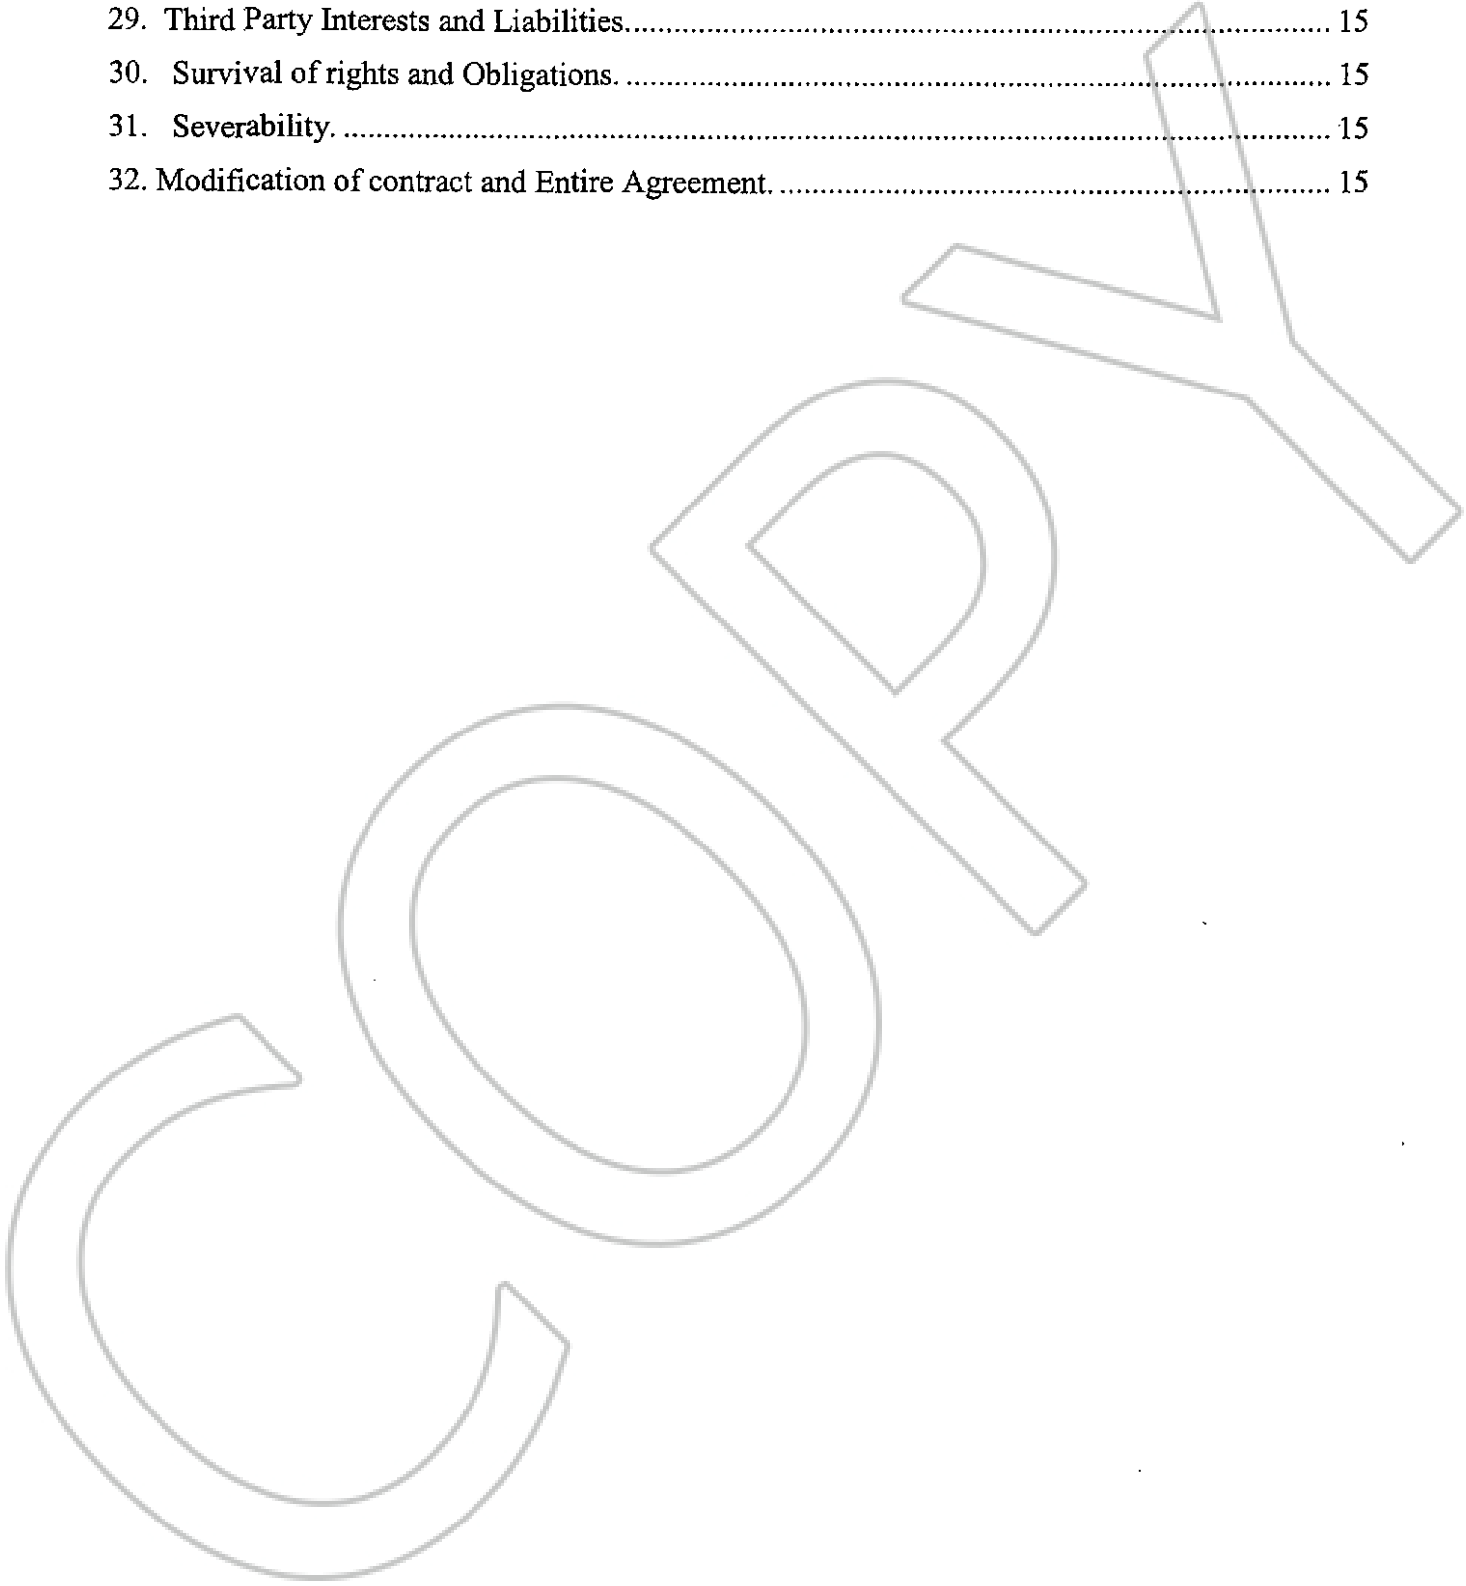 29. Third Party Interests and Liabilities. 15
30. Survival of rights and Obligations. 15
31. Severability. 15
32. Modification of contract and Entire Agreement. 15
COPY